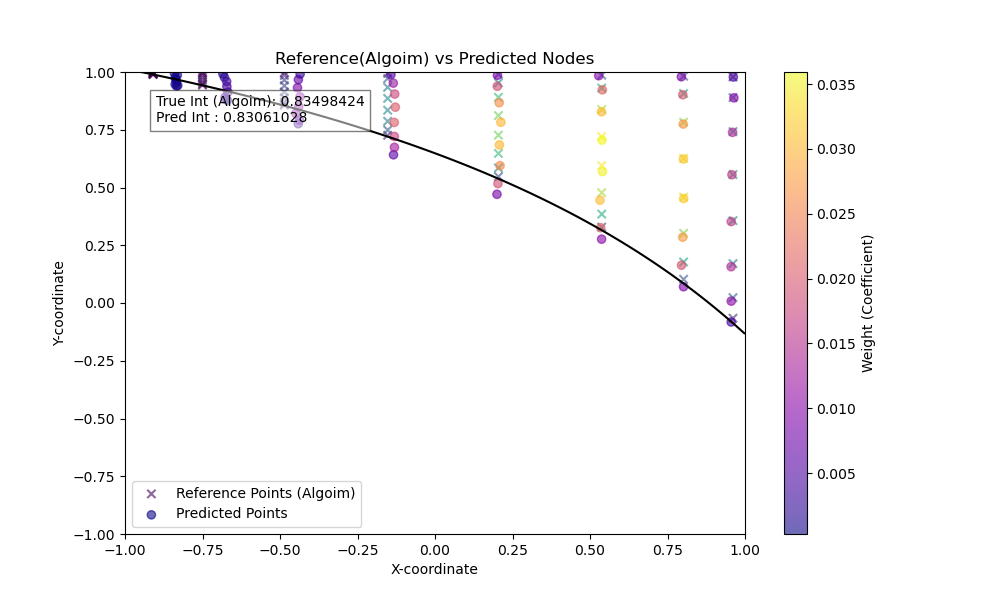 Reference(Algoim) vs Predicted Nodes
True Int (Algoim): 0.83498424
Pred Int : 0.83061028
1.00
0.75
0.50
0.25
0.00
−0.25
−0.50
−0.75
−1.00
Y-coordinate
Reference Points (Algoim)
Predicted Points
−1.00 −0.75 −0.50 −0.25 0.00 0.25 0.50 0.75 1.00
X-coordinate
0.035
0.030
0.025
0.020
0.015
0.010
0.005
Weight (Coefficient)